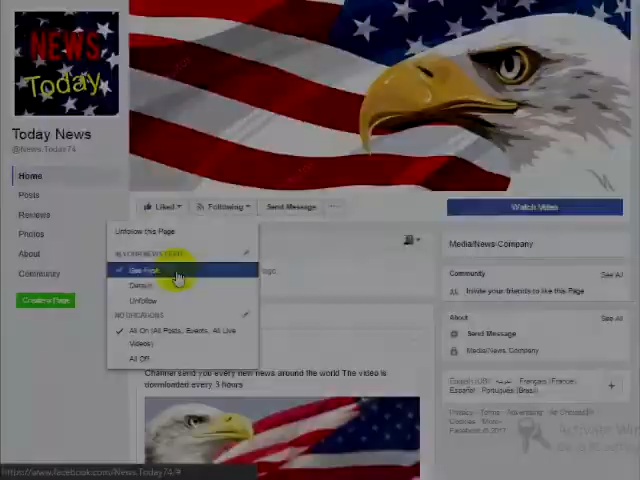 NEWS
Today
Today News
@News.Today74
Home
Posts
Reviews
Photos
About
Community
Create a Page
Liked
Following
Send Message
Watch Video
Unfollow this Page
IN YOUR NEWS FEED
See First
Default
Unfollow
NOTIFICATIONS
All On (All Posts, Events, All Live
Videos)
All Off
Media/News Company
Community
See All
Invite your friends to like this Page
About
See All
Send Message
Media/News Company
English (US) · Français (France) ·
Español · Português (Brasil)
Privacy · Terms · Advertising · Ad Choices
Cookies · More
Facebook © 2017
Channel send you every new news around the world The video is
downloaded every 3 hours
Activate Win
https://www.facebook.com/News.Today74/#